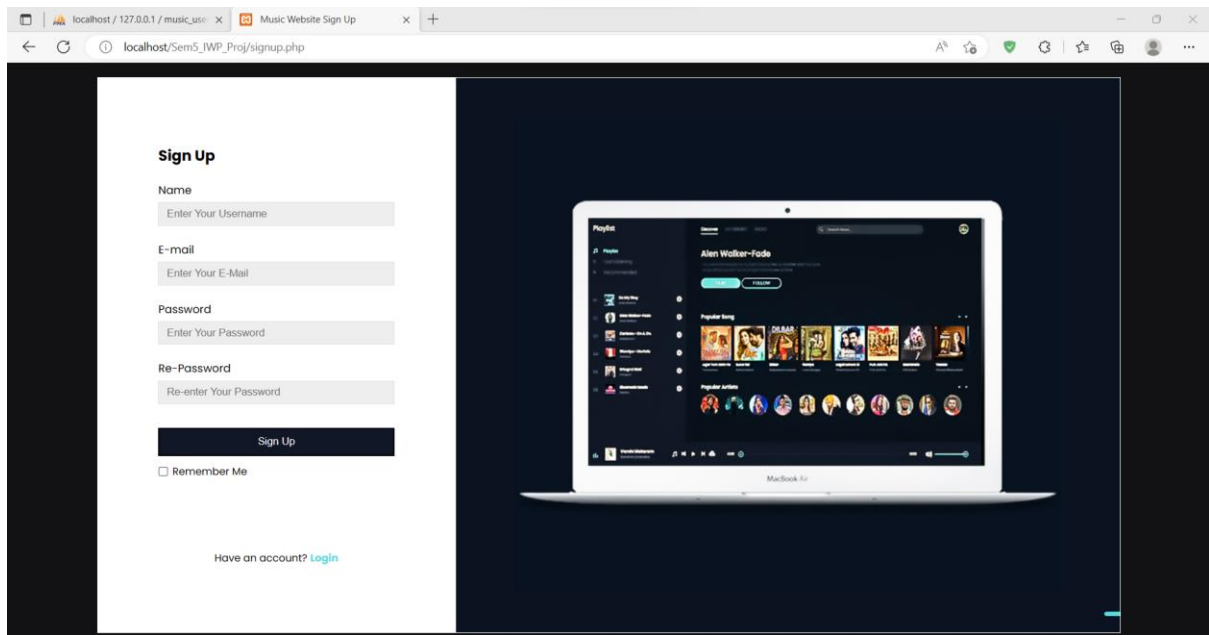 localhost / 127.0.0.1 / music_use
Music Website Sign Up
localhost/Sem5_IWP_Proj/signup.php
Sign Up
Name
Enter Your Username
E-mail
Enter Your E-Mail
Password
Enter Your Password
Re-Password
Re-enter Your Password
Sign Up
Remember Me
Have an account? Login
Playlist
Discover
Playlist
Alen Walker-Fade
FOLLOW
Popular Song
DILBAR
Popular Artists
MacBook Air